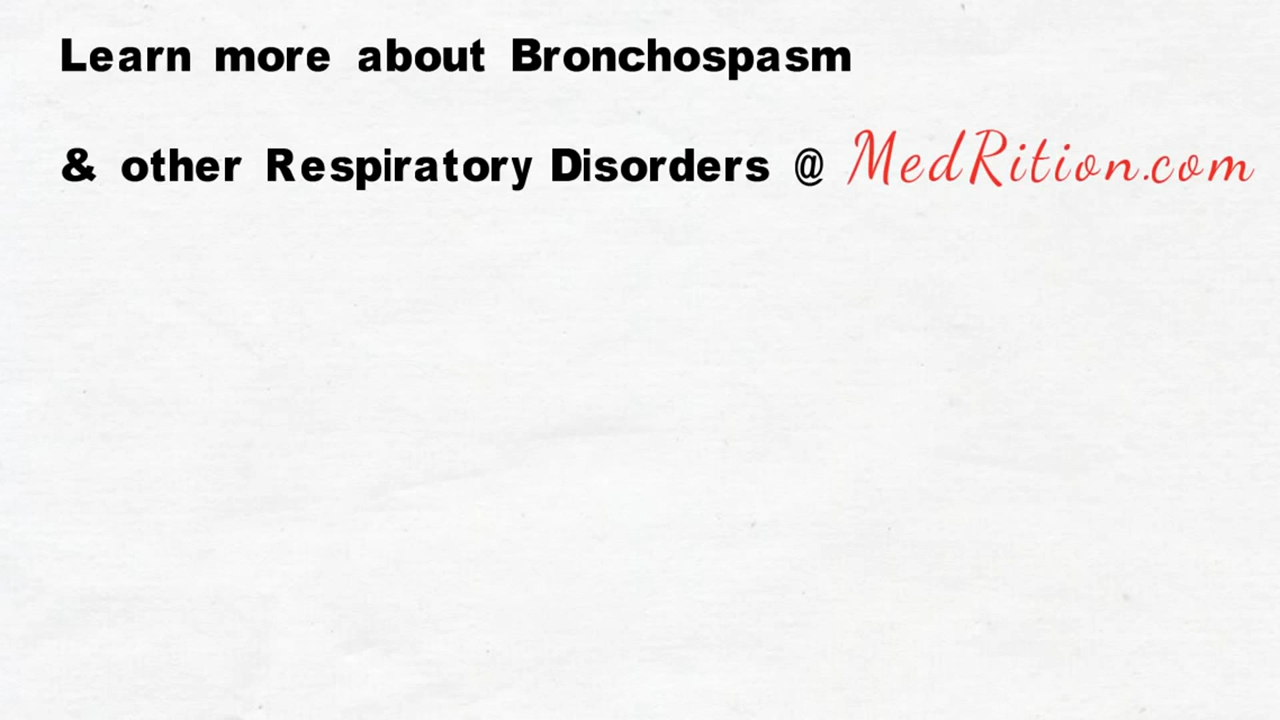 Learn more about Bronchospasm
& other Respiratory Disorders @ MedRition.com